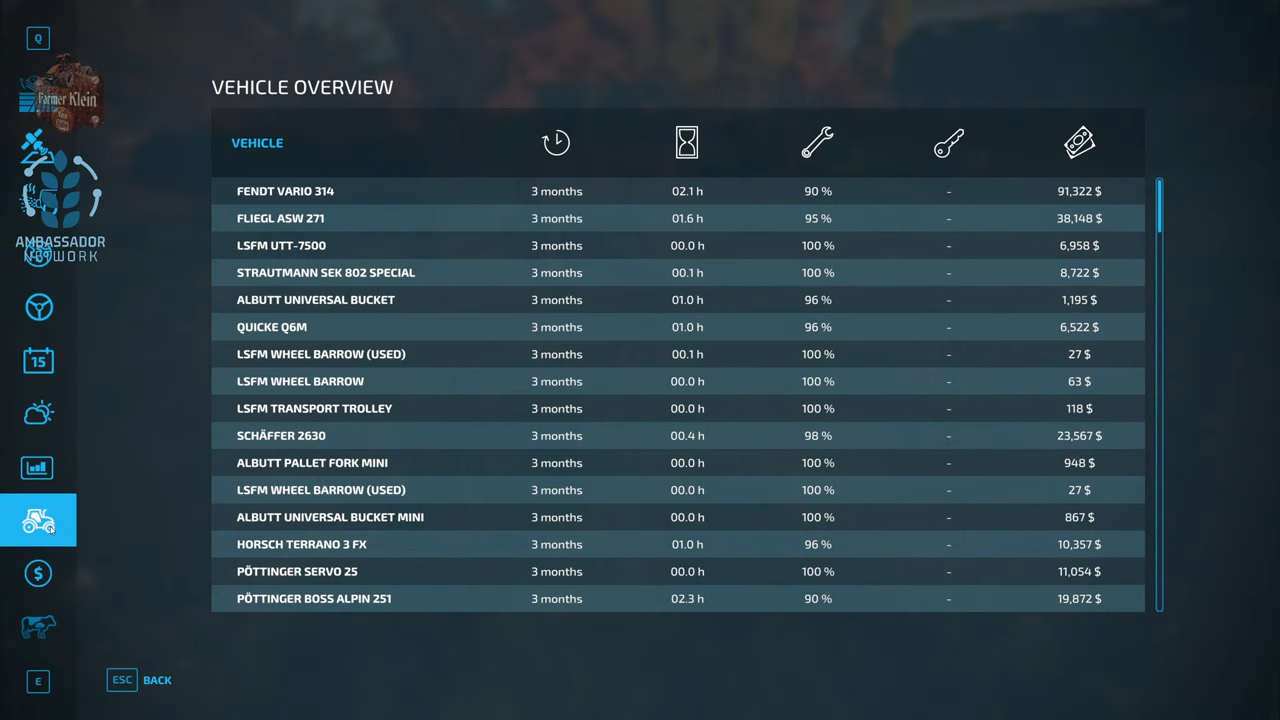 Q
Farmer Klein
AMBASSADOR
NETWORK
15
$
E
VEHICLE OVERVIEW
VEHICLE
FENDT VARIO 314 3 months 02.1 h 90 % - 91,322 $
FLIEGL ASW 271 3 months 01.6 h 95 % - 38,148 $
LSFM UTT-7500 3 months 00.0 h 100 % - 6,958 $
STRAUTMANN SEK 802 SPECIAL 3 months 00.1 h 100 % - 8,722 $
ALBUTT UNIVERSAL BUCKET 3 months 01.0 h 96 % - 1,195 $
QUICKE Q6M 3 months 01.0 h 96 % - 6,522 $
LSFM WHEEL BARROW (USED) 3 months 00.1 h 100 % - 27 $
LSFM WHEEL BARROW 3 months 00.0 h 100 % - 63 $
LSFM TRANSPORT TROLLEY 3 months 00.0 h 100 % - 118 $
SCHÄFFER 2630 3 months 00.4 h 98 % - 23,567 $
ALBUTT PALLET FORK MINI 3 months 00.0 h 100 % - 948 $
LSFM WHEEL BARROW (USED) 3 months 00.0 h 100 % - 27 $
ALBUTT UNIVERSAL BUCKET MINI 3 months 00.0 h 100 % - 867 $
HORSCH TERRANO 3 FX 3 months 01.0 h 96 % - 10,357 $
PÖTTINGER SERVO 25 3 months 00.0 h 100 % - 11,054 $
PÖTTINGER BOSS ALPIN 251 3 months 02.3 h 90 % - 19,872 $
ESC BACK